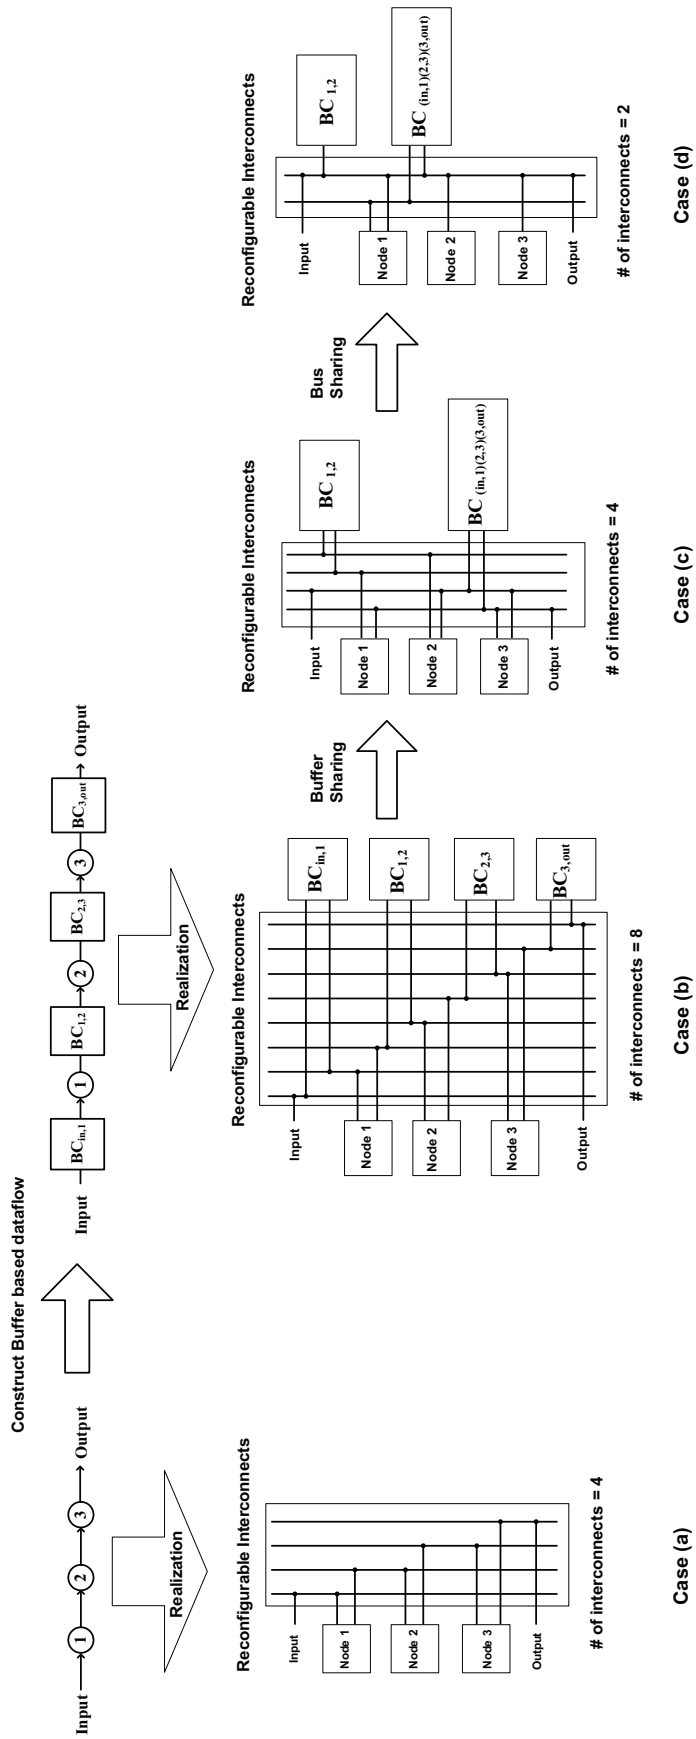 Construct Buffer based dataflow
Input 1 2 3 Output
Input BCin,1 1 BC1,2 2 BC2,3 3 BC3,out Output
Realization
Realization
Reconfigurable Interconnects
Input
Node 1
Node 2
Node 3
Output
# of interconnects = 4
Case (a)
Reconfigurable Interconnects
Input
Node 1
Node 2
Node 3
Output
BCin,1
BC1,2
BC2,3
BC3,out
# of interconnects = 8
Case (b)
Buffer
Sharing
Reconfigurable Interconnects
Input
Node 1
Node 2
Node 3
Output
BC 1,2
BC (in,1)(2,3)(3,out)
# of interconnects = 4
Case (c)
Bus
Sharing
Reconfigurable Interconnects
Input
Node 1
Node 2
Node 3
Output
BC 1,2
BC (in,1)(2,3)(3,out)
# of interconnects = 2
Case (d)